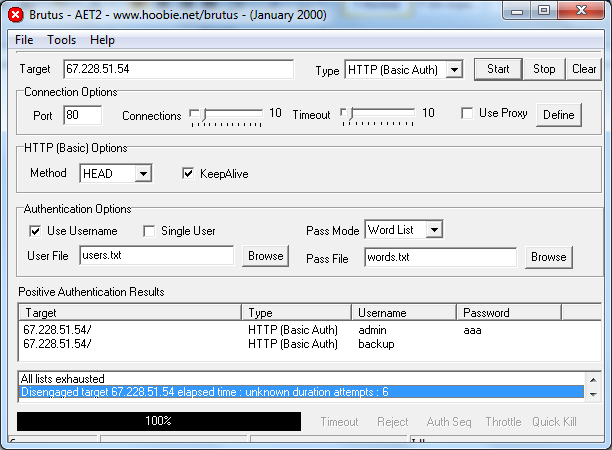 Brutus - AET2 - www.hoobie.net/brutus - (January 2000)
File Tools Help
Target 67.228.51.54 Type HTTP (Basic Auth) Start Stop Clear
Connection Options
Port 80 Connections 10 Timeout 10 Use Proxy Define
HTTP (Basic) Options
Method HEAD KeepAlive
Authentication Options
Use Username Single User Pass Mode Word List
User File users.txt Browse Pass File words.txt Browse
Positive Authentication Results
Target Type Username Password
67.228.51.54/ HTTP (Basic Auth) admin aaa
67.228.51.54/ HTTP (Basic Auth) backup
All lists exhausted
Disengaged target 67.228.51.54 elapsed time : unknown duration attempts : 6
100% Timeout Reject Auth Seq Throttle Quick Kill